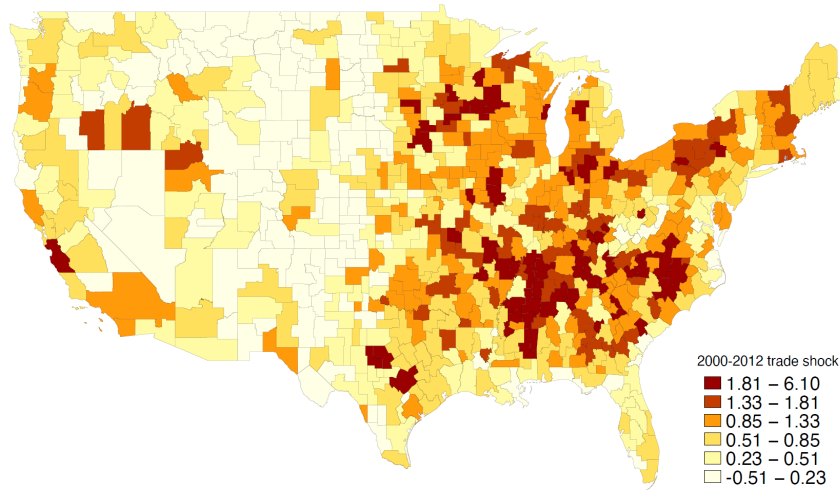 2000-2012 trade shock
1.81 – 6.10
1.33 – 1.81
0.85 – 1.33
0.51 – 0.85
0.23 – 0.51
-0.51 – 0.23